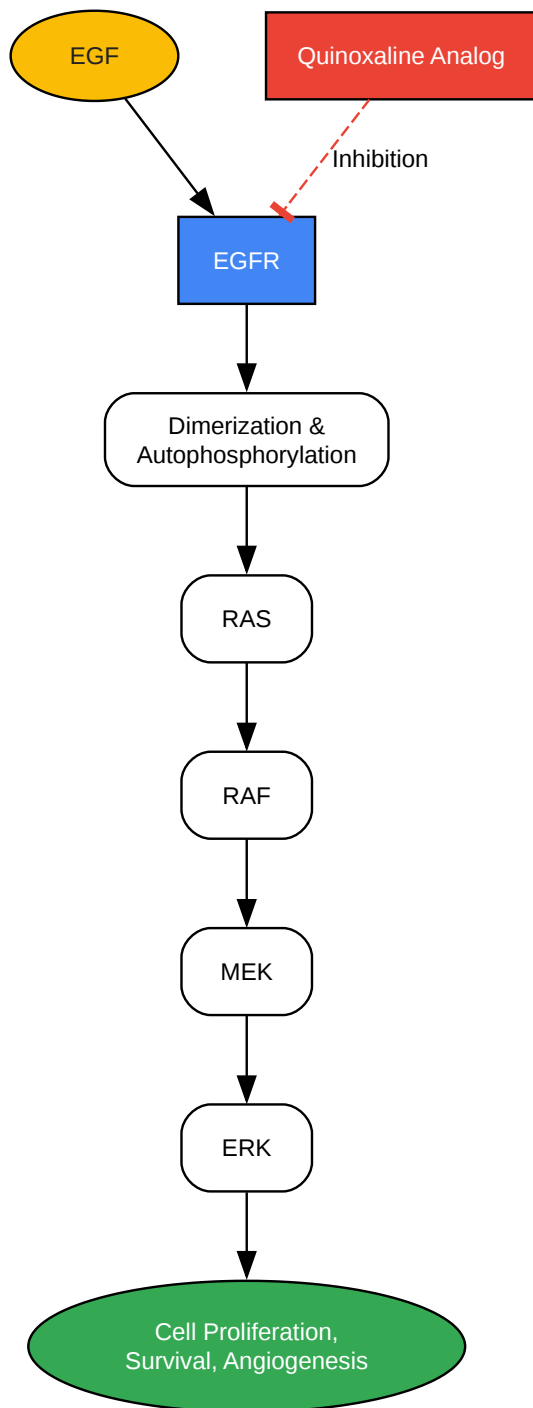 EGF
Quinoxaline Analog
Inhibition
EGFR
Dimerization &
Autophosphorylation
RAS
RAF
MEK
ERK
Cell Proliferation,
Survival, Angiogenesis